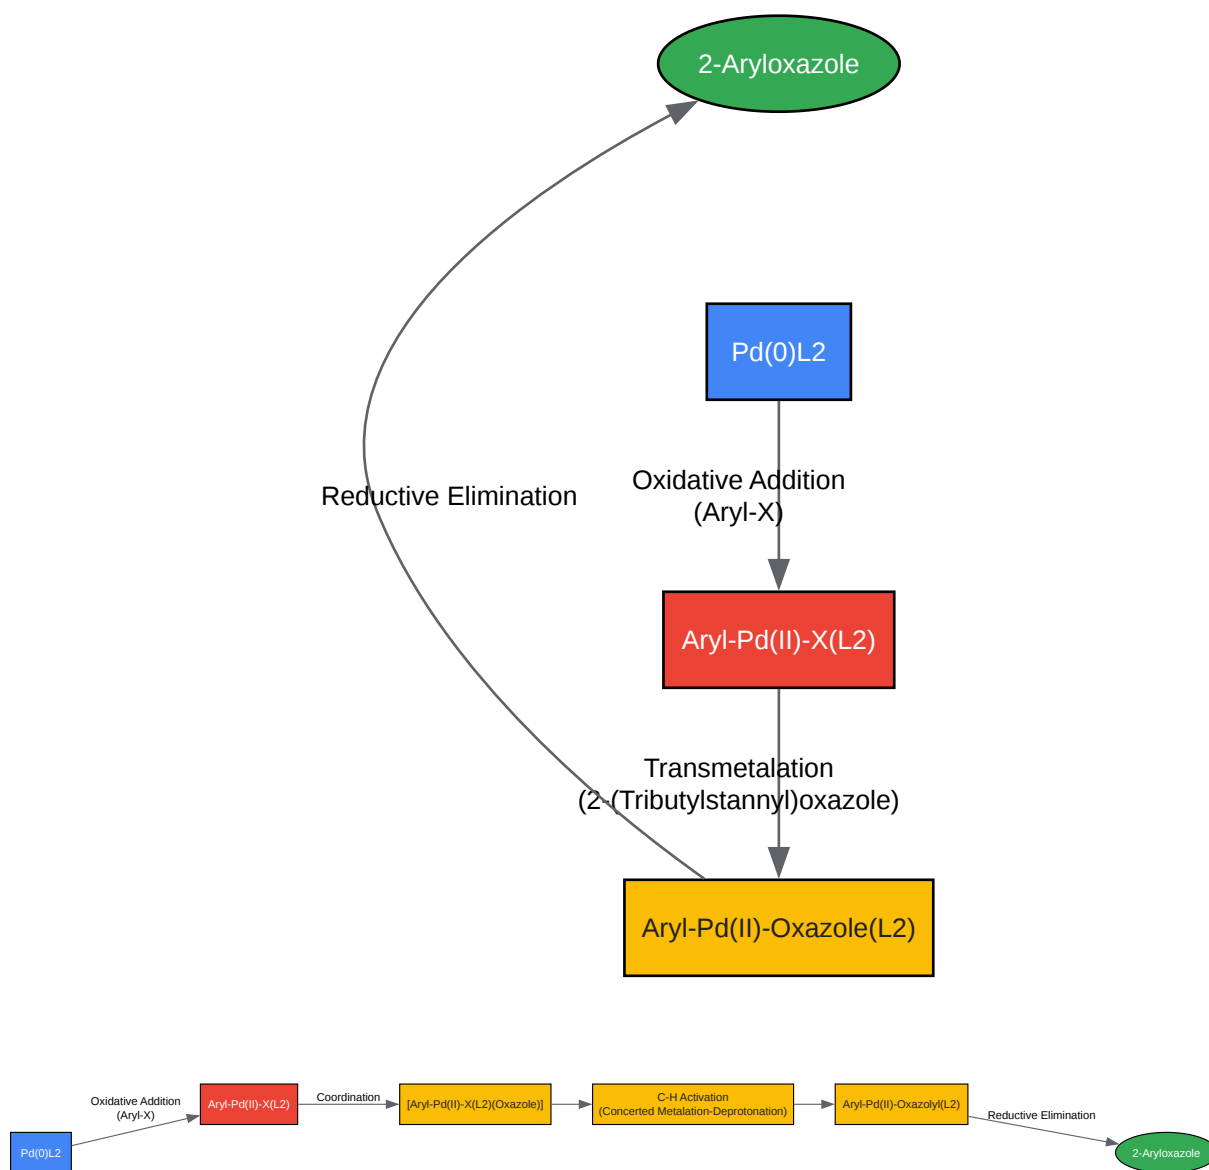 2-Aryloxazole
Pd(0)L2
Reductive Elimination
Oxidative Addition
(Aryl-X)
Aryl-Pd(II)-X(L2)
Transmetalation
(2-(Tributylstannyl)oxazole)
Aryl-Pd(II)-Oxazole(L2)
Pd(0)L2
Oxidative Addition
(Aryl-X)
Aryl-Pd(II)-X(L2)
Coordination
[Aryl-Pd(II)-X(L2)(Oxazole)]
C-H Activation
(Concerted Metalation-Deprotonation)
Aryl-Pd(II)-Oxazolyl(L2)
Reductive Elimination
2-Aryloxazole